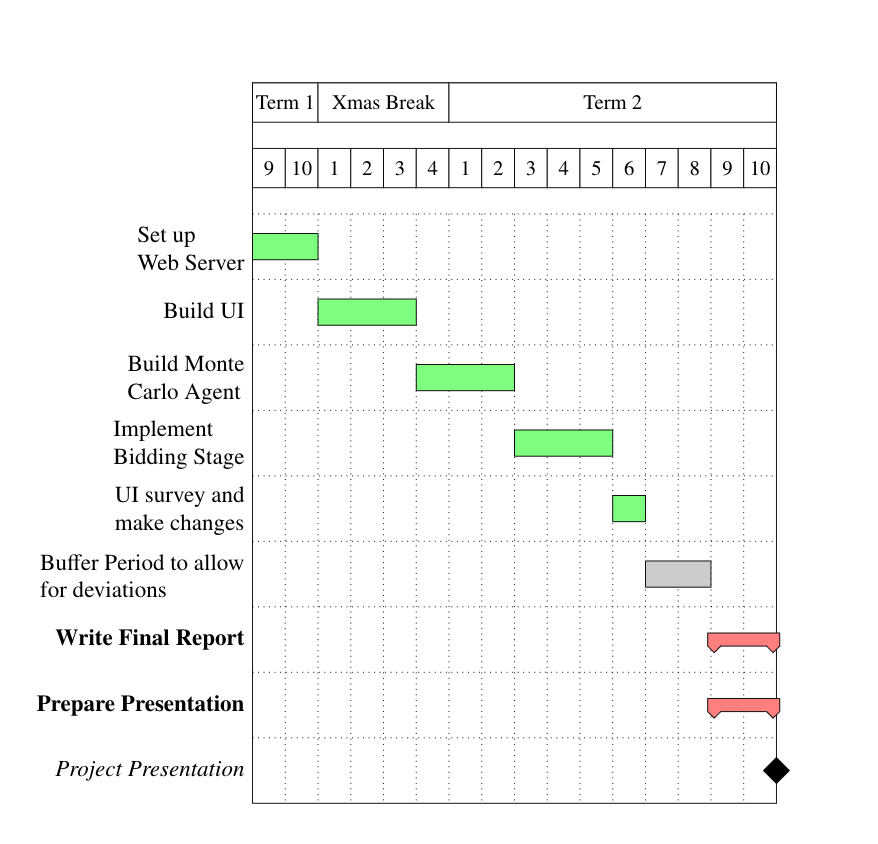 Term 1 Xmas Break Term 2
9 10 1 2 3 4 1 2 3 4 5 6 7 8 9 10
Set up
Web Server
Build UI
Build Monte
Carlo Agent
Implement
Bidding Stage
UI survey and
make changes
Buffer Period to allow
for deviations
Write Final Report
Prepare Presentation
Project Presentation